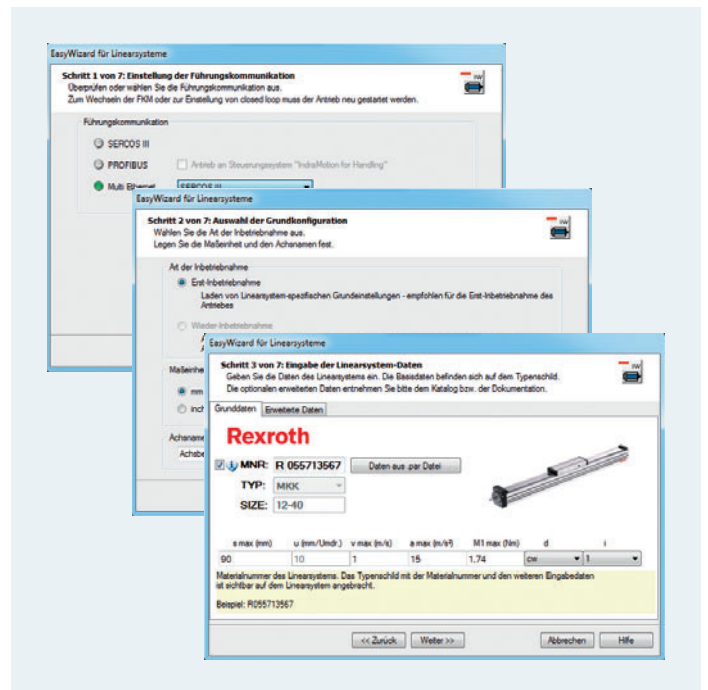 EasyWizard für Linearsysteme
Schritt 1 von 7: Einstellung der Führungskommunikation
Überprüfen oder wählen Sie die Führungskommunikation aus.
Zum Wechseln der FKM oder zur Einstellung von closed loop muss der Antrieb neu gestartet werden.
Führungskommunikation
SERCOS III
PROFIBUS
Antrieb an Steuerungssystem "IndraMotion for Handling"
Multi Ethernet
SERCOS III
EasyWizard für Linearsysteme
Schritt 2 von 7: Auswahl der Grundkonfiguration
Wählen Sie die Art der Inbetriebnahme aus.
Legen Sie die Maßeinheit und den Achsnamen fest.
Art der Inbetriebnahme
Erst-Inbetriebnahme
Laden von Linearsystem-spezifischen Grundeinstellungen - empfohlen für die Erst-Inbetriebnahme des
Antriebes
Wieder-Inbetriebnahme
Maßeinhe
mm
inch
Achsname
Achsbe
EasyWizard für Linearsysteme
Schritt 3 von 7: Eingabe der Linearsystem-Daten
Geben Sie die Daten des Linearsystems ein. Die Basisdaten befinden sich auf dem Typenschild.
Die optionalen erweiterten Daten entnehmen Sie bitte dem Katalog bzw. der Dokumentation.
Grunddaten Erweiterte Daten
Rexroth
MNR: R 055713567 Daten aus .par Datei
TYP: MKK
SIZE: 12-40
s max (mm) u (mm/Umdr.) v max (m/s) a max (m/s²) M1 max (Nm) d i
90 10 1 15 1.74 cw 1
Materialnummer des Linearsystems. Das Typenschild mit der Materialnummer und den weiteren Eingabedaten
ist sichtbar auf dem Linearsystem angebracht.
Beispiel: R055713567
<< Zurück Weiter >> Abbrechen Hilfe